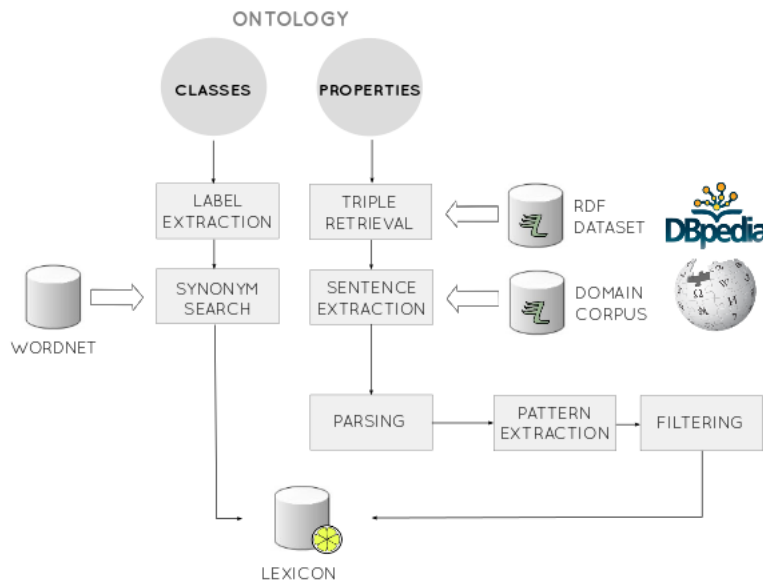 ONTOLOGY
CLASSES
PROPERTIES
LABEL
EXTRACTION
TRIPLE
RETRIEVAL
RDF
DATASET
DBpedia
SYNONYM
SEARCH
SENTENCE
EXTRACTION
DOMAIN
CORPUS
WORDNET
PARSING
PATTERN
EXTRACTION
FILTERING
LEXICON